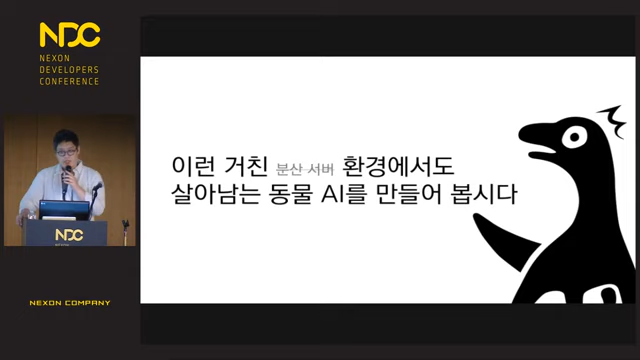 NDC
NEXON
DEVELOPERS
CONFERENCE
이런 거친 분산-서버 환경에서도
살아남는 동물 AI를 만들어 봅시다
NDC
NEXON COMPANY